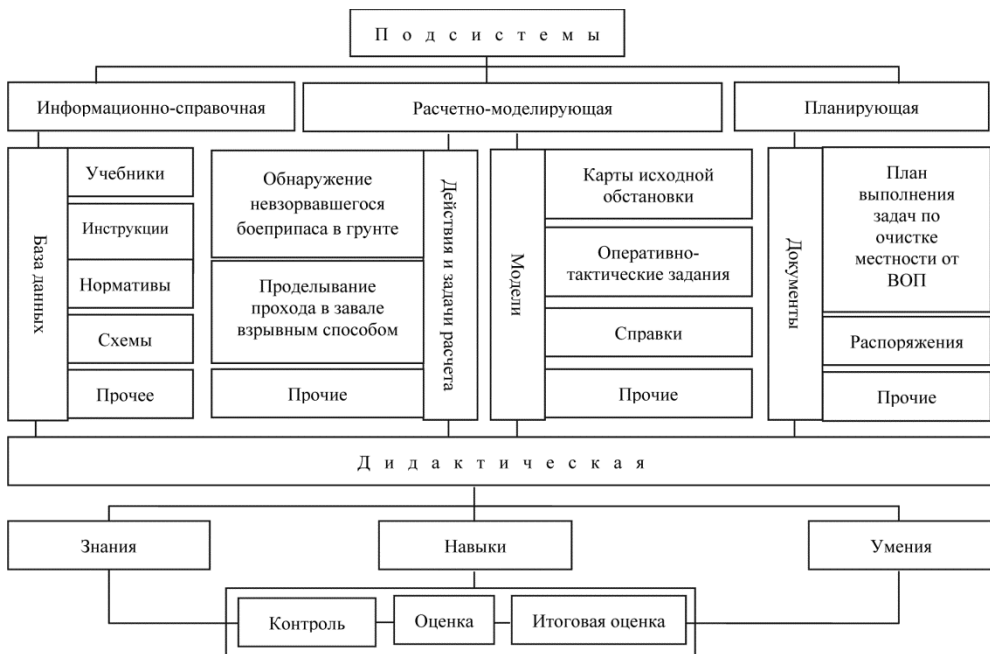 Подсистемы
Информационно-справочная
Расчетно-моделирующая
Планирующая
База данных
Учебники
Инструкции
Нормативы
Схемы
Прочее
Обнаружение
невзорвавшегося
боеприпаса в грунте
Проделывание
прохода в завале
взрывным способом
Прочие
Действия и задачи расчета
Модели
Карты исходной
обстановки
Оперативно-
тактические задания
Справки
Прочие
Документы
План
выполнения
задач по
очистке
местности от
ВОП
Распоряжения
Прочие
Дидактическая
Знания
Навыки
Умения
Контроль
Оценка
Итоговая оценка